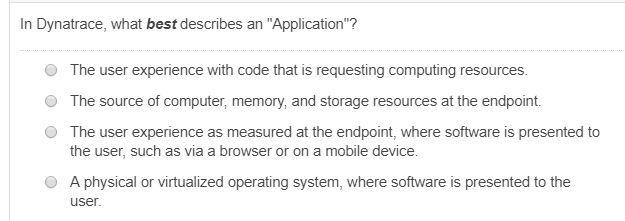 In Dynatrace, what best describes an "Application"?
The user experience with code that is requesting computing resources.
The source of computer, memory, and storage resources at the endpoint.
The user experience as measured at the endpoint, where software is presented to
the user, such as via a browser or on a mobile device.
A physical or virtualized operating system, where software is presented to the
user.